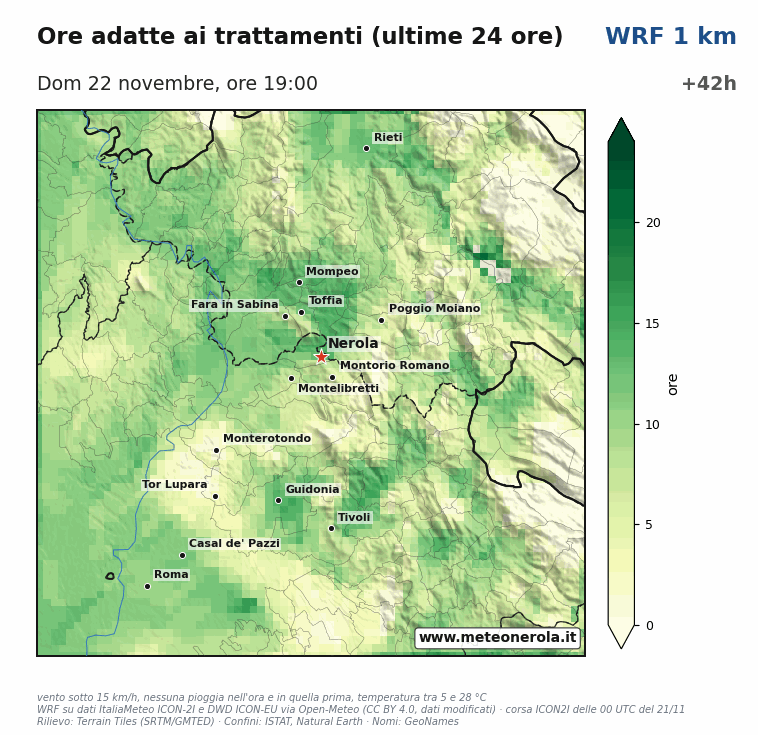 Ore adatte ai trattamenti (ultime 24 ore)
WRF 1 km
Dom 22 novembre, ore 19:00
+42h
Rieti
Mompeo
Toffia
Fara in Sabina
Poggio Moiano
Nerola
Montorio Romano
Montelibretti
Monterotondo
Tor Lupara
Guidonia
Tivoli
Casal de' Pazzi
Roma
www.meteonerola.it
20
15
10
5
0
ore
vento sotto 15 km/h, nessuna pioggia nell'ora e in quella prima, temperatura tra 5 e 28 °C
WRF su dati ItaliaMeteo ICON-2I e DWD ICON-EU via Open-Meteo (CC BY 4.0, dati modificati) · corsa ICON2I delle 00 UTC del 21/11
Rilievo: Terrain Tiles (SRTM/GMTED) · Confini: ISTAT, Natural Earth · Nomi: GeoNames